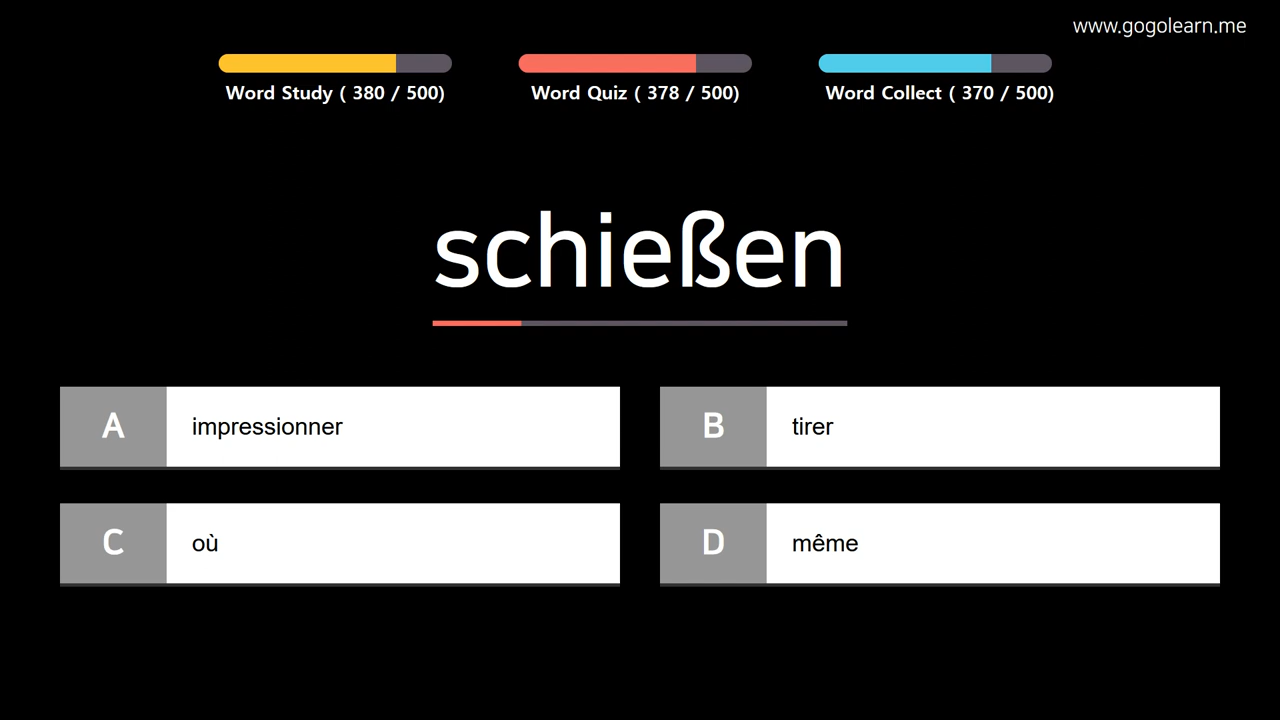 www.gogolearn.me
Word Study ( 380 / 500)
Word Quiz ( 378 / 500)
Word Collect ( 370 / 500)
schießen
A
impressionner
B
tirer
C
où
D
même